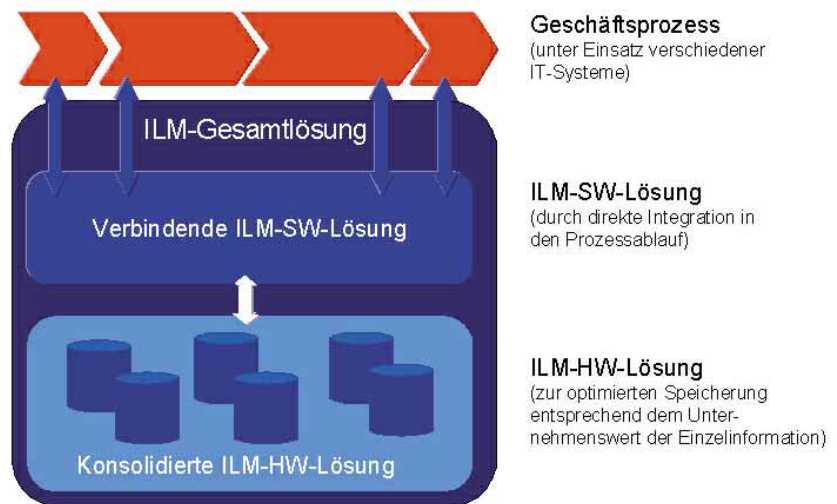 Geschäftsprozess
(unter Einsatz verschiedener
IT-Systeme)
ILM-Gesamtlösung
ILM-SW-Lösung
(durch direkte Integration in
den Prozessablauf)
Verbindende ILM-SW-Lösung
ILM-HW-Lösung
(zur optimierten Speicherung
entsprechend dem Unter-
nehmenswert der Einzelinformation)
Konsolidierte ILM-HW-Lösung